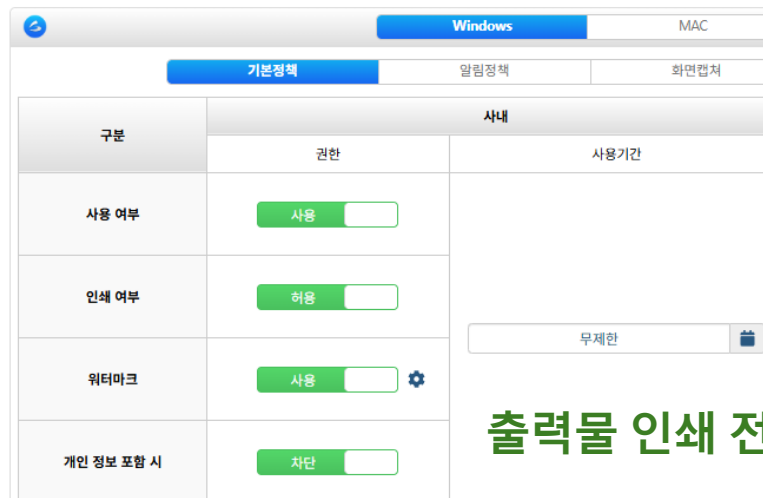 Windows MAC
기본정책 알림정책 화면캡쳐
구분 사내
권한 사용기간
사용 여부 사용
인쇄 여부 허용
무제한
워터마크 사용
출력물 인쇄
개인 정보 포함 시 차단